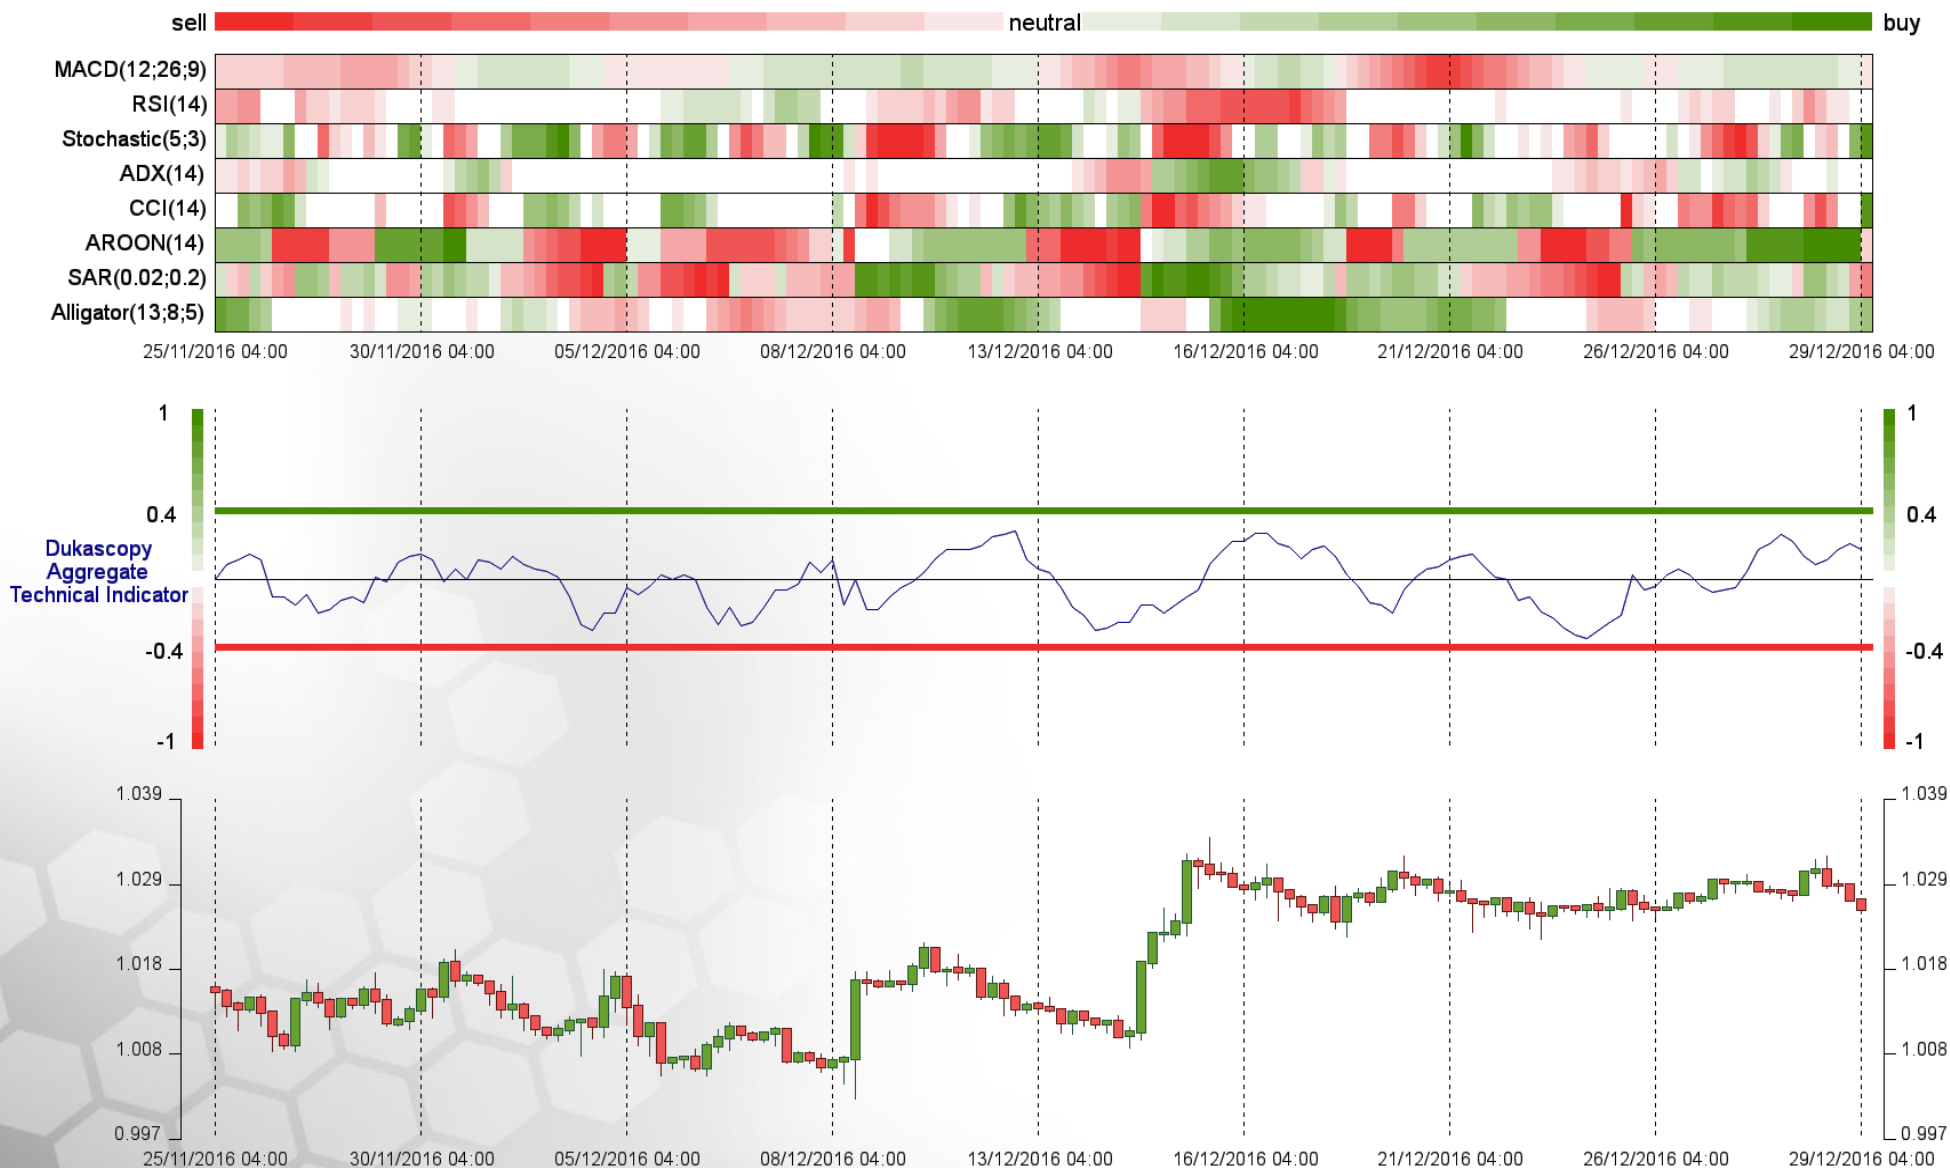 sell neutral buy
MACD(12;26;9)
RSI(14)
Stochastic(5;3)
ADX(14)
CCI(14)
AROON(14)
SAR(0.02;0.2)
Alligator(13;8;5)
25/11/2016 04:00 30/11/2016 04:00 05/12/2016 04:00 08/12/2016 04:00 13/12/2016 04:00 16/12/2016 04:00 21/12/2016 04:00 26/12/2016 04:00 29/12/2016 04:00
1 1
0.4 0.4
Dukascopy
Aggregate
Technical Indicator
-0.4 -0.4
-1 -1
1.039 1.039
1.029 1.029
1.018 1.018
1.008 1.008
0.997 0.997
25/11/2016 04:00 30/11/2016 04:00 05/12/2016 04:00 08/12/2016 04:00 13/12/2016 04:00 16/12/2016 04:00 21/12/2016 04:00 26/12/2016 04:00 29/12/2016 04:00